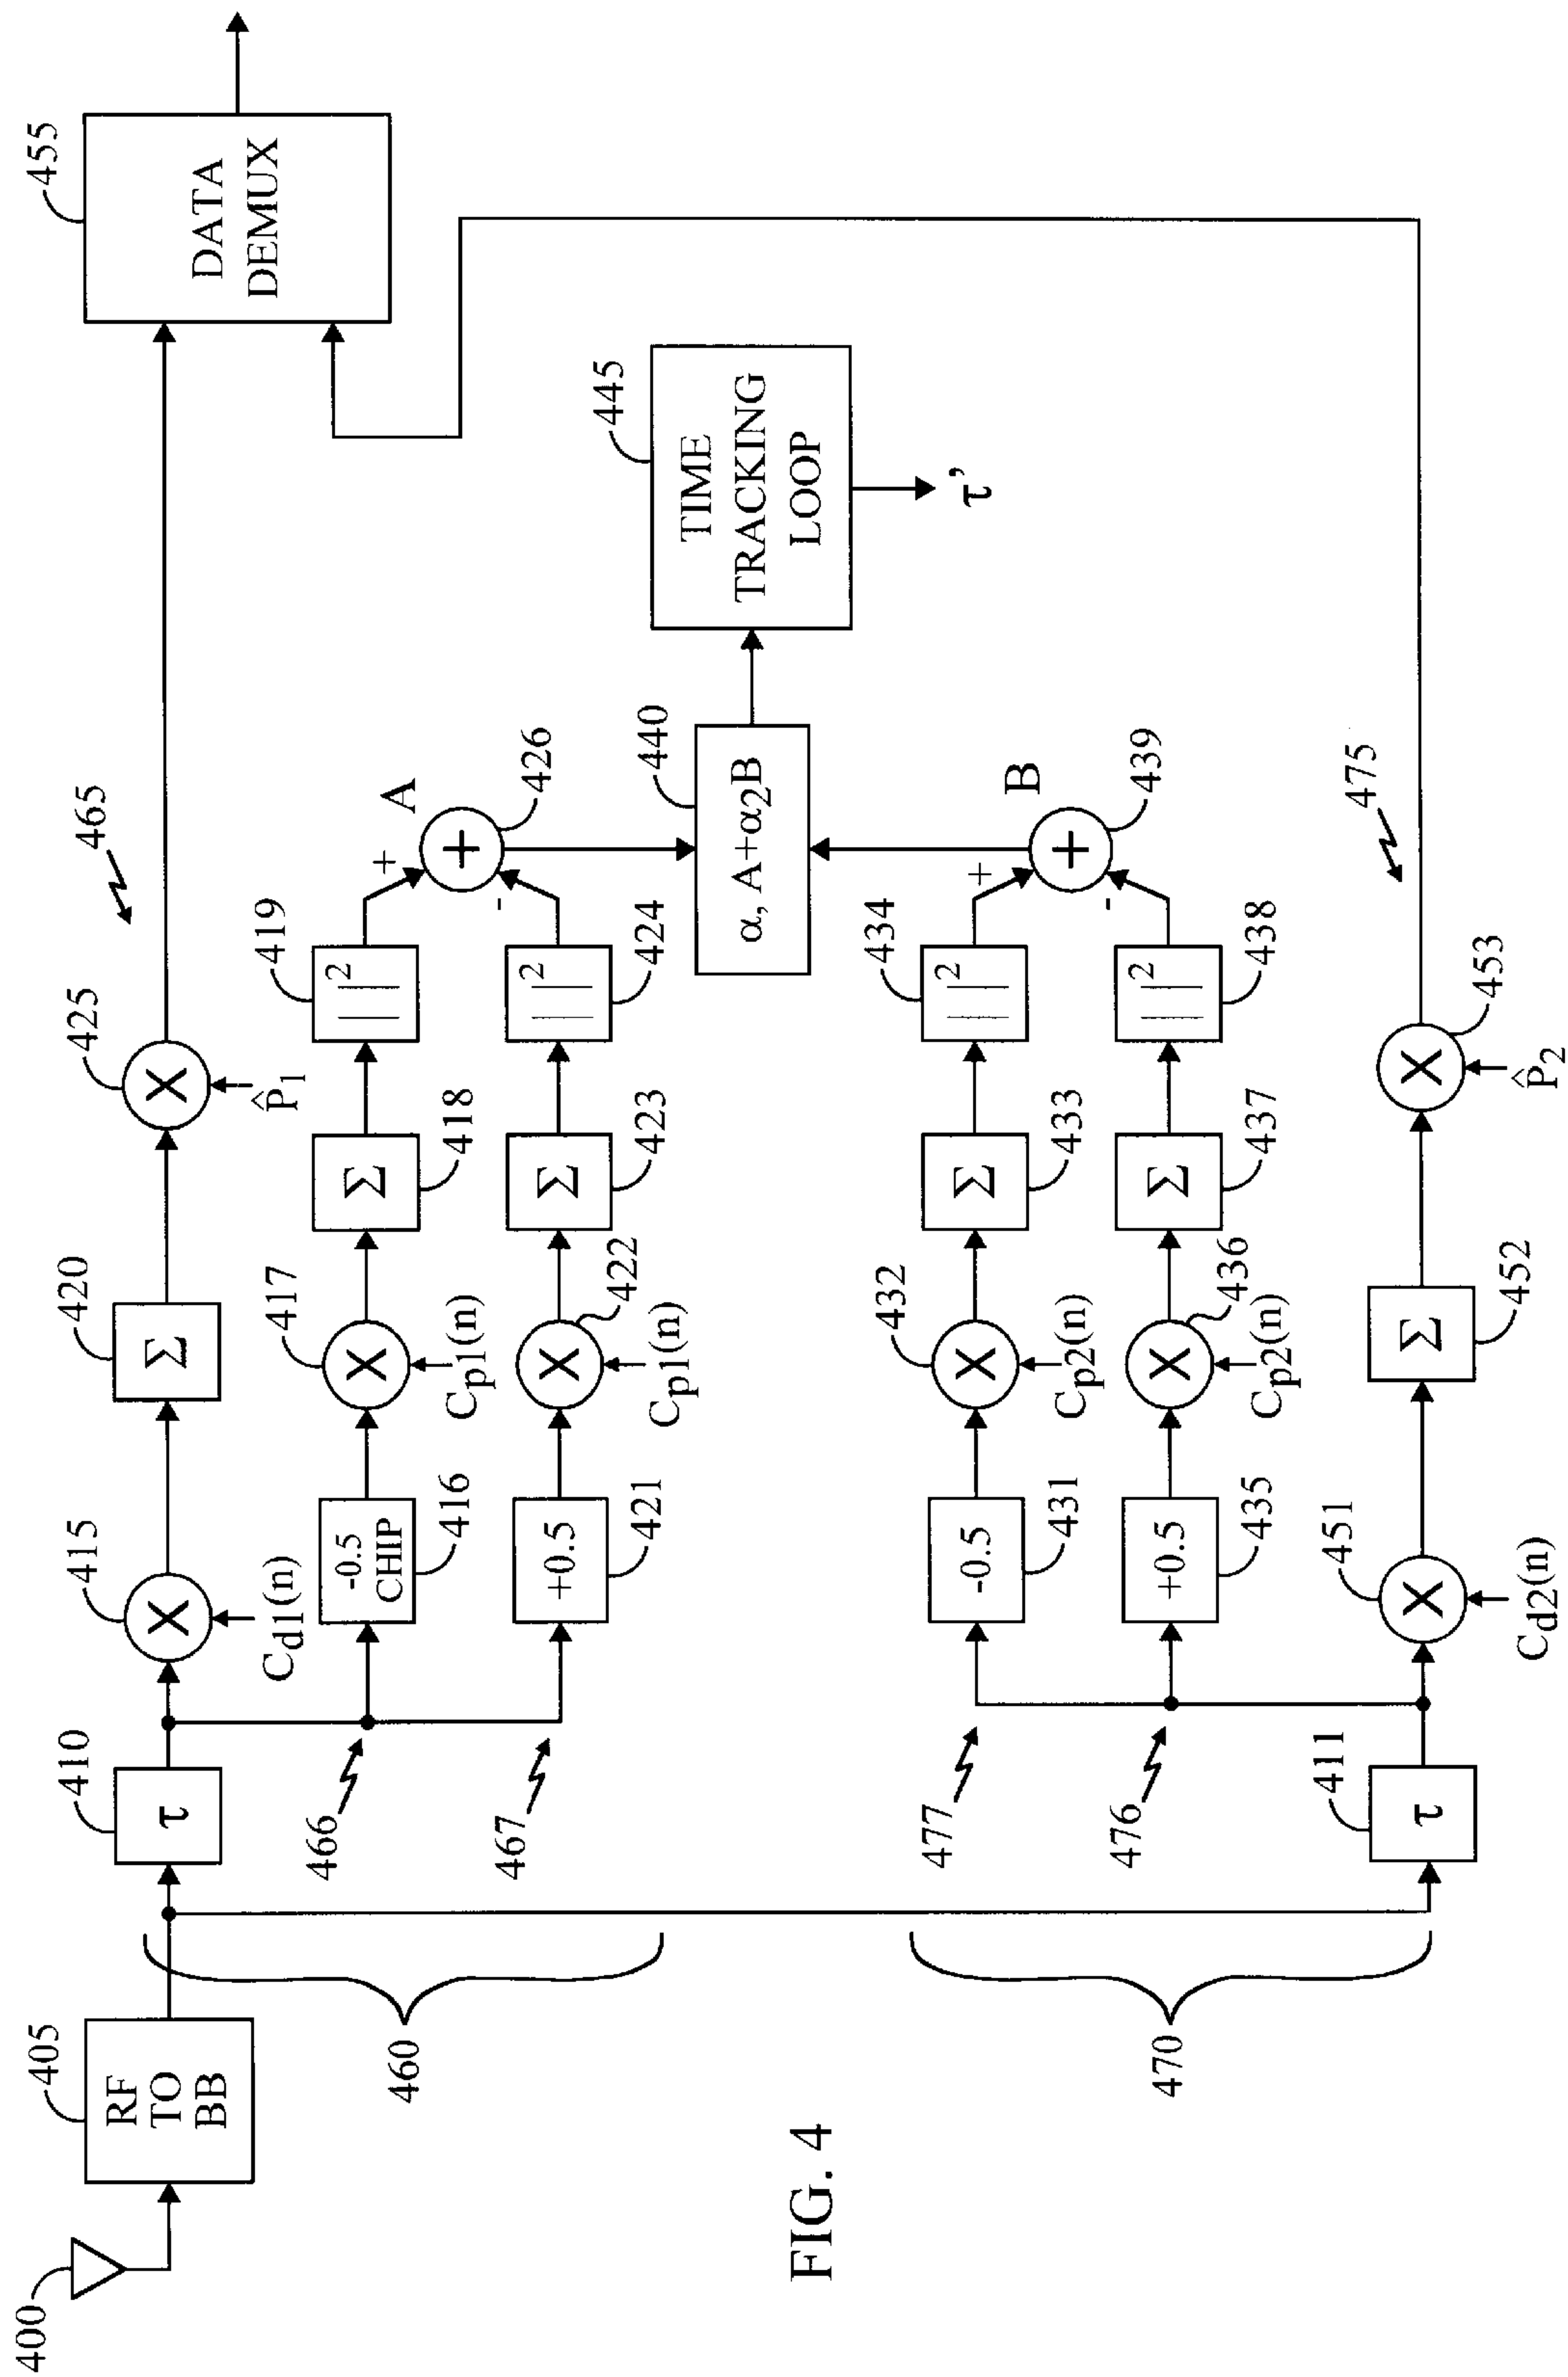 400
405
RF
TO
BB
460
470
410
τ
411
τ
466
467
477
476
415
X
Cd1(n)
-0.5
CHIP
416
+0.5
421
-0.5
431
+0.5
435
451
X
Cd2(n)
420
Σ
417
X
Cp1(n)
422
X
Cp1(n)
432
X
Cp2(n)
436
X
Cp2(n)
Σ
452
425
X
P̂1
Σ
418
Σ
423
Σ
433
Σ
437
453
X
P̂2
465
419
| |2
424
| |2
434
| |2
438
| |2
475
+
-
A
+
426
440
α, A+α2B
+
-
B
+
439
445
TIME
TRACKING
LOOP
τ'
455
DATA
DEMUX
FIG. 4